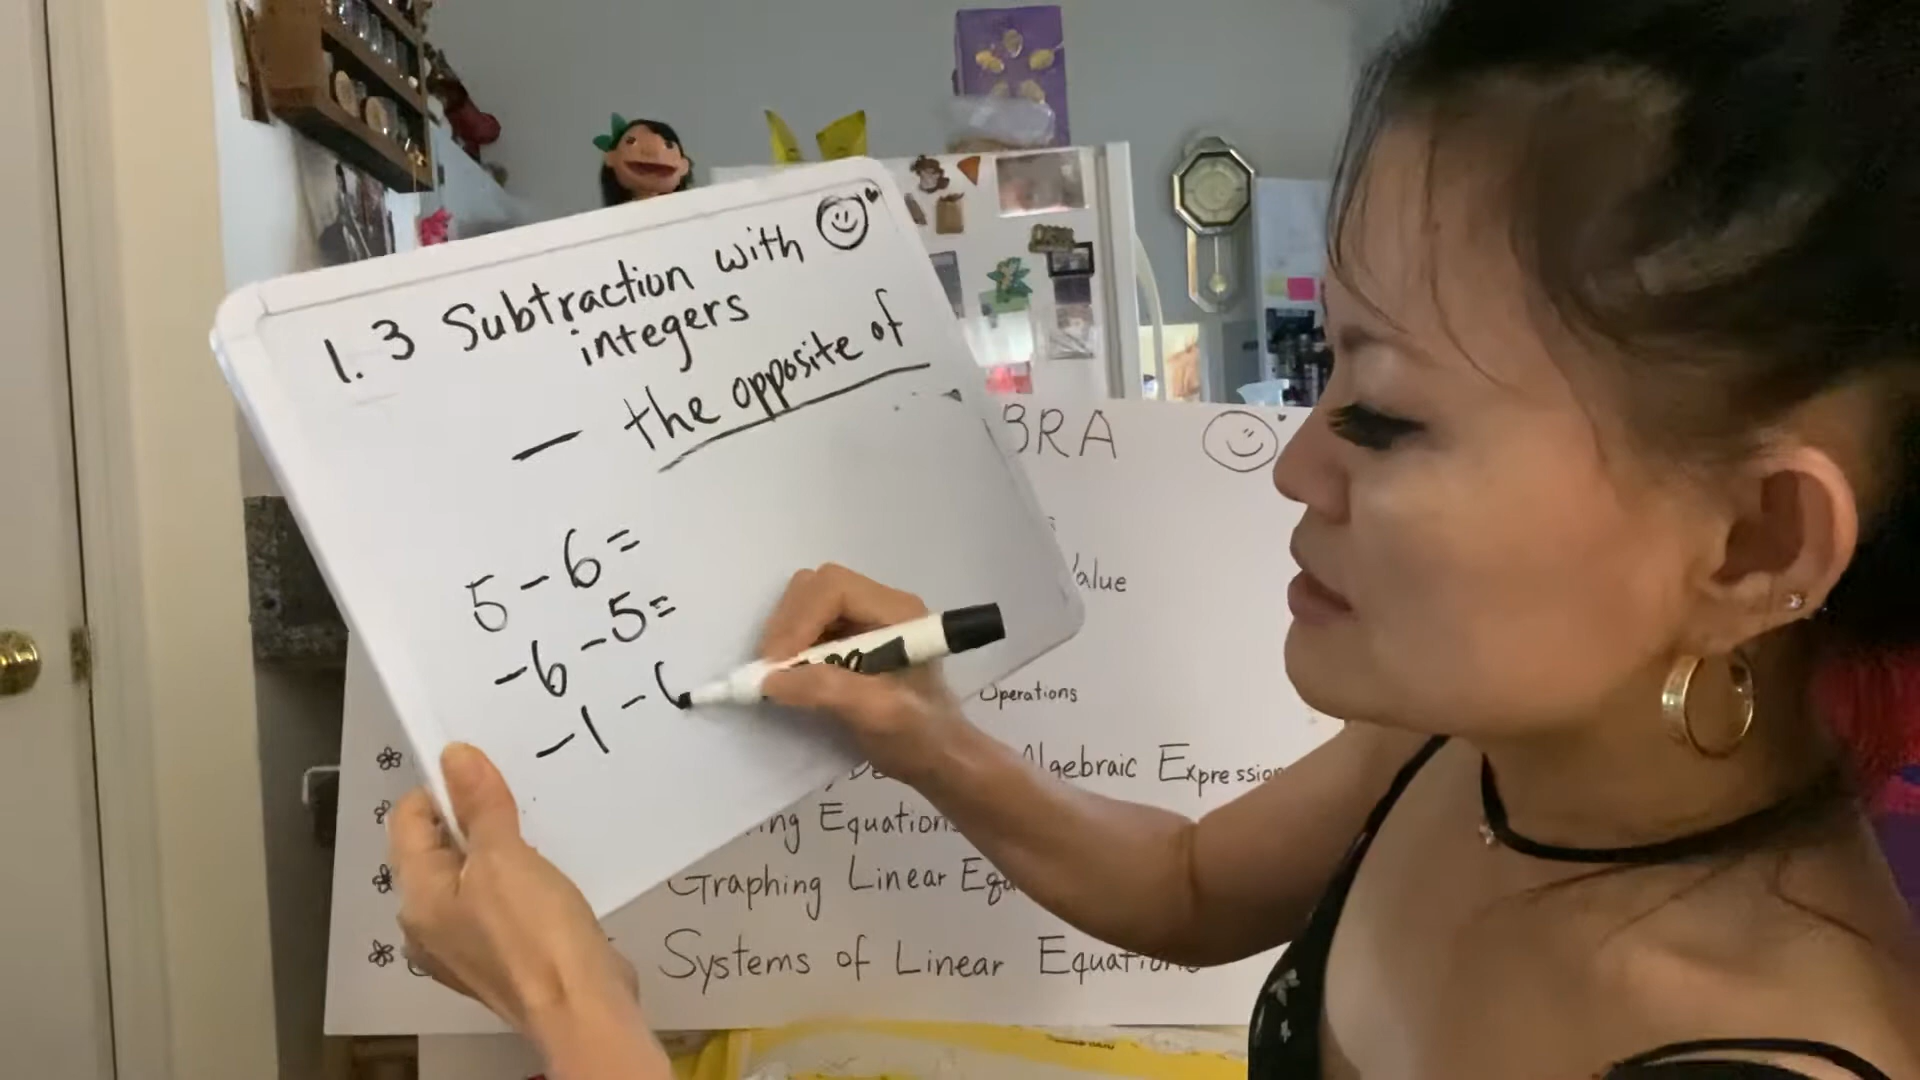 1.3 Subtraction with
integers
— the opposite of
5 - 6 =
-6 - 5 =
-1 - 6
BRA
Value
Operations
Algebraic Expression
ing Equations
Graphing Linear Equ
Systems of Linear Equations